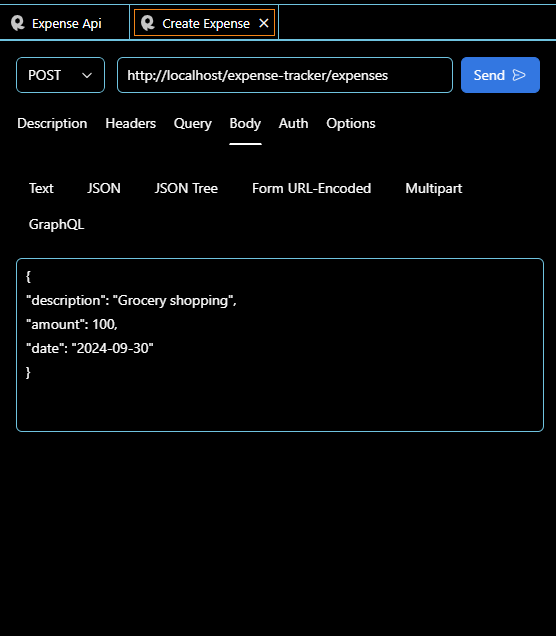 Expense Api Create Expense
POST http://localhost/expense-tracker/expenses Send
Description Headers Query Body Auth Options
Text JSON JSON Tree Form URL-Encoded Multipart
GraphQL
{
"description": "Grocery shopping",
"amount": 100,
"date": "2024-09-30"
}